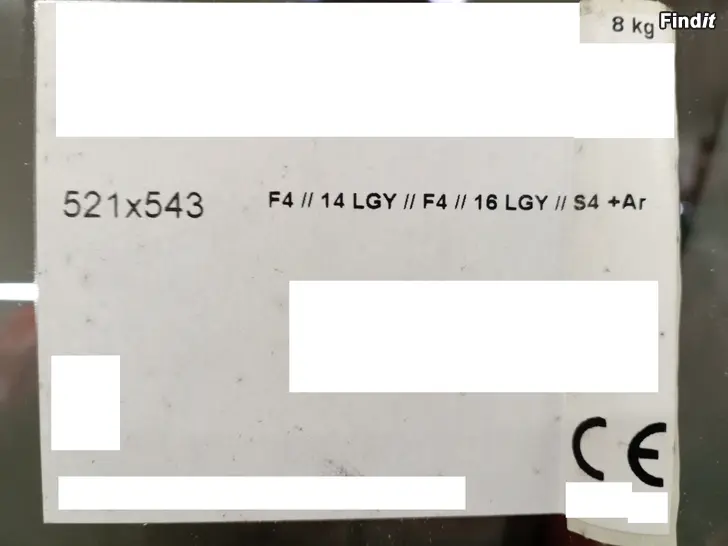 8 kg
Findit
521x543
F4 // 14 LGY // F4 // 16 LGY // S4 +Ar
CE